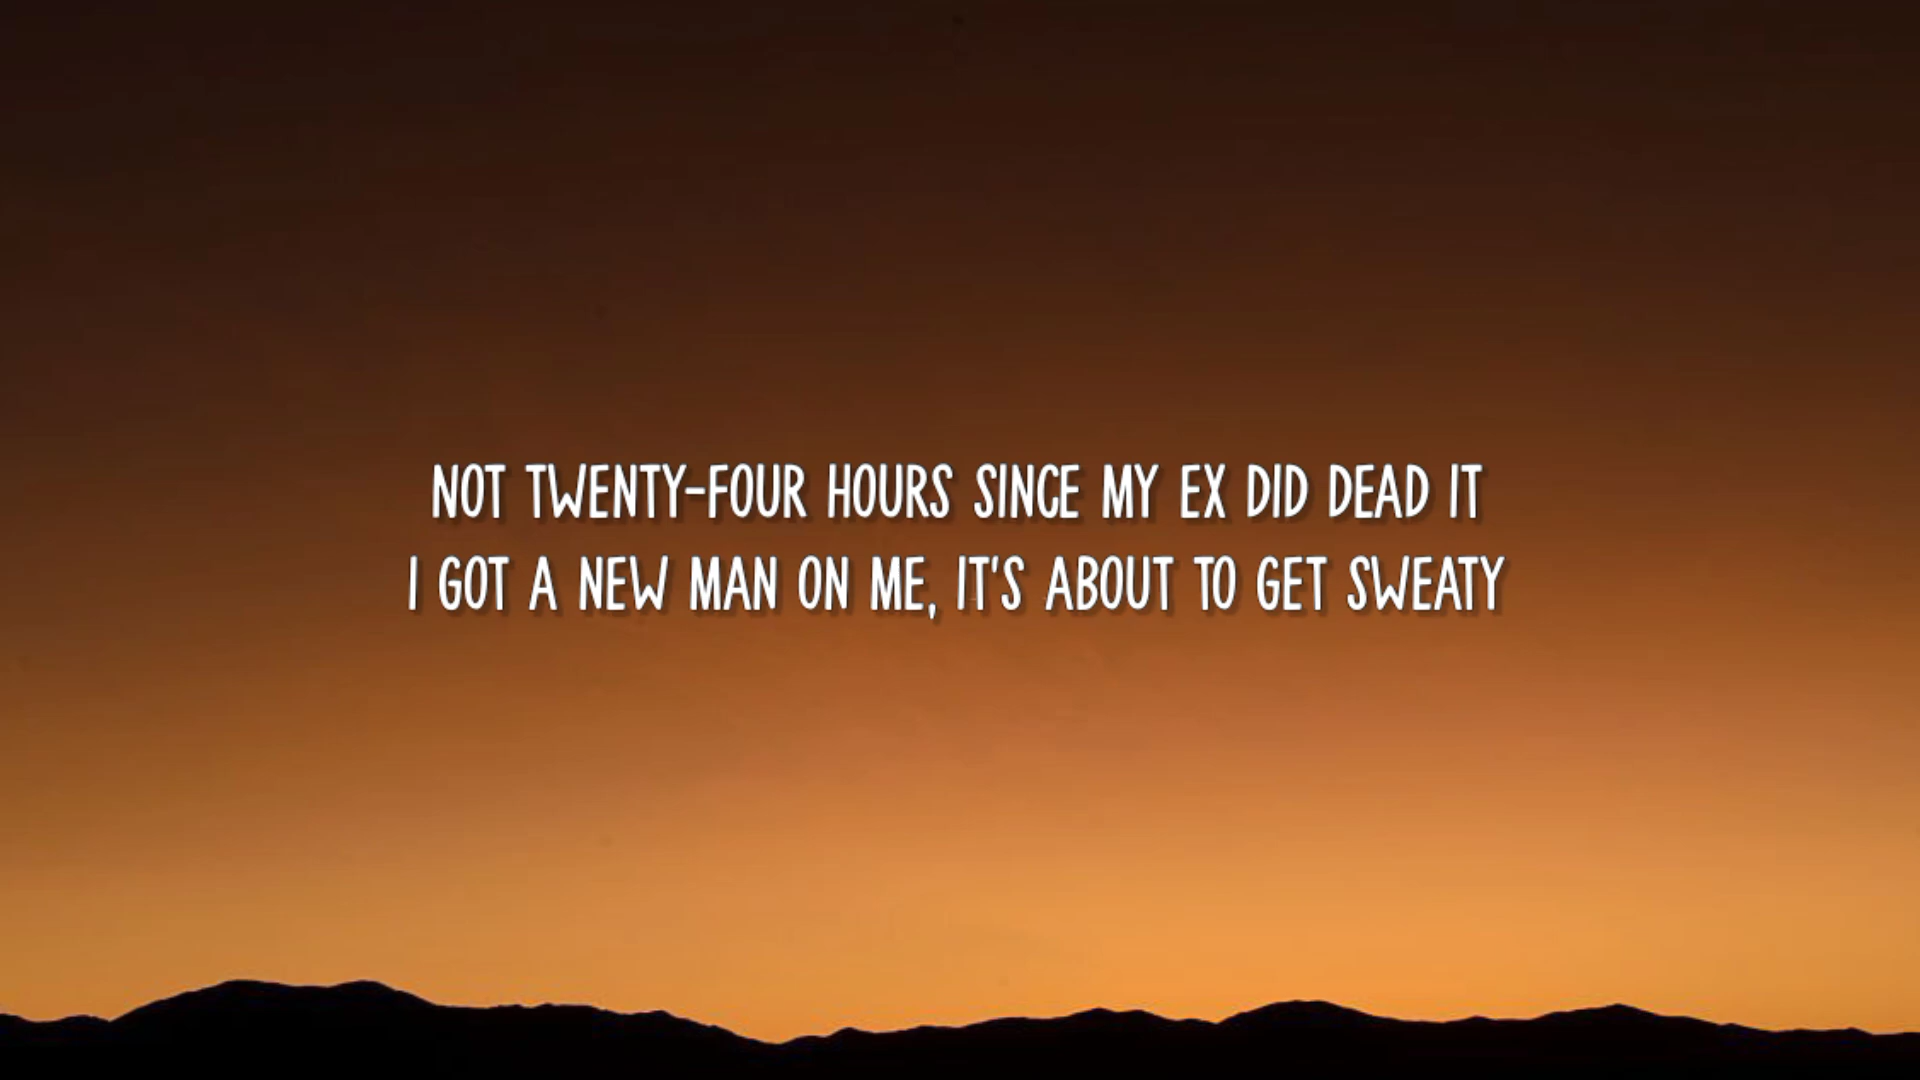 NOT TWENTY-FOUR HOURS SINCE MY EX DID DEAD IT
I GOT A NEW MAN ON ME, IT'S ABOUT TO GET SWEATY